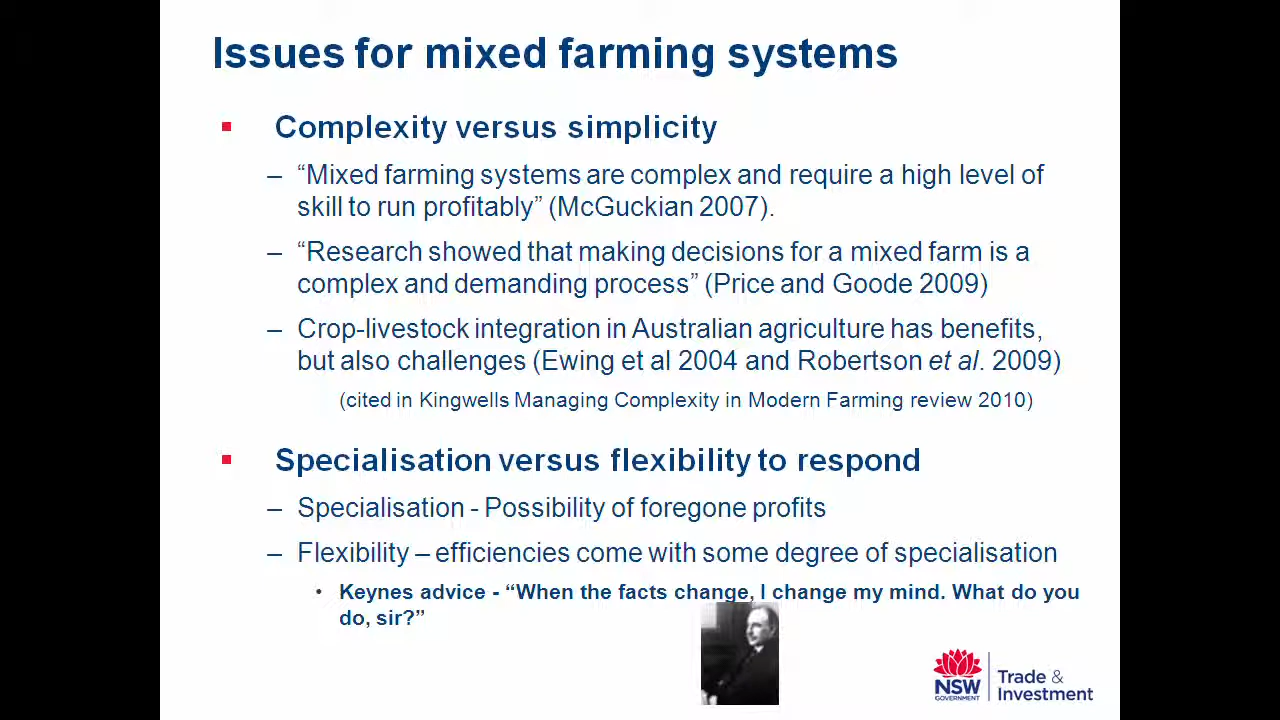 Issues for mixed farming systems
Complexity versus simplicity
– “Mixed farming systems are complex and require a high level of
skill to run profitably” (McGuckian 2007).
– “Research showed that making decisions for a mixed farm is a
complex and demanding process” (Price and Goode 2009)
– Crop-livestock integration in Australian agriculture has benefits,
but also challenges (Ewing et al 2004 and Robertson et al. 2009)
(cited in Kingwells Managing Complexity in Modern Farming review 2010)
Specialisation versus flexibility to respond
– Specialisation - Possibility of foregone profits
– Flexibility – efficiencies come with some degree of specialisation
• Keynes advice - “When the facts change, I change my mind. What do you
do, sir?”
NSW
GOVERNMENT
Trade &
Investment